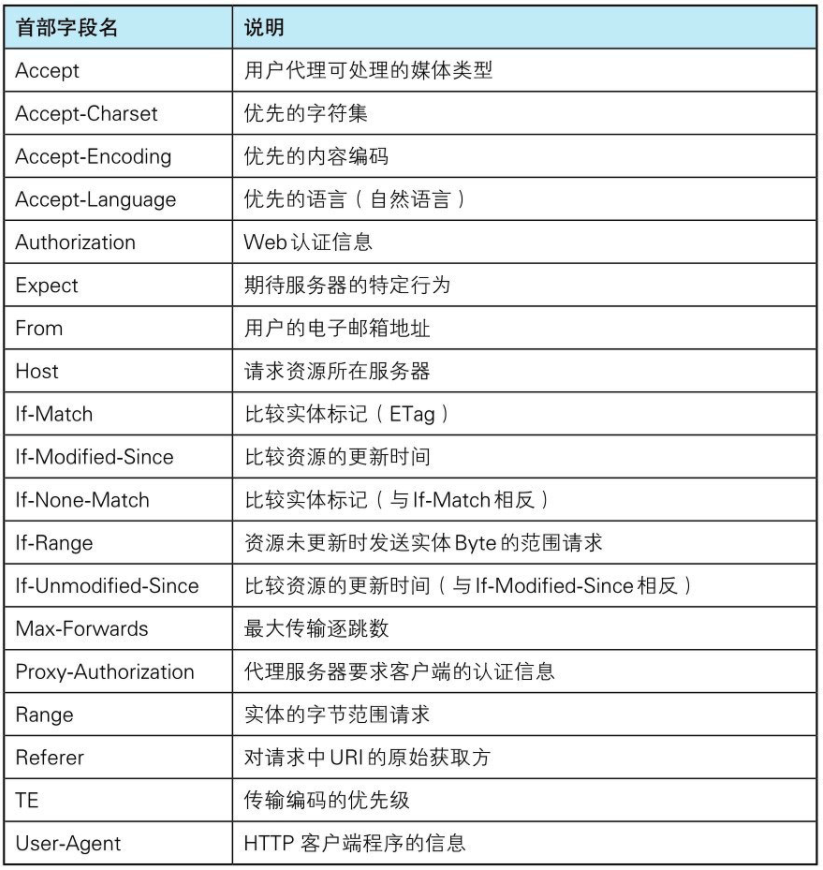 首部字段名 说明
Accept 用户代理可处理的媒体类型
Accept-Charset 优先的字符集
Accept-Encoding 优先的内容编码
Accept-Language 优先的语言（自然语言）
Authorization Web认证信息
Expect 期待服务器的特定行为
From 用户的电子邮箱地址
Host 请求资源所在服务器
If-Match 比较实体标记（ETag）
If-Modified-Since 比较资源的更新时间
If-None-Match 比较实体标记（与If-Match相反）
If-Range 资源未更新时发送实体Byte的范围请求
If-Unmodified-Since 比较资源的更新时间（与If-Modified-Since相反）
Max-Forwards 最大传输逐跳数
Proxy-Authorization 代理服务器要求客户端的认证信息
Range 实体的字节范围请求
Referer 对请求中URI的原始获取方
TE 传输编码的优先级
User-Agent HTTP 客户端程序的信息